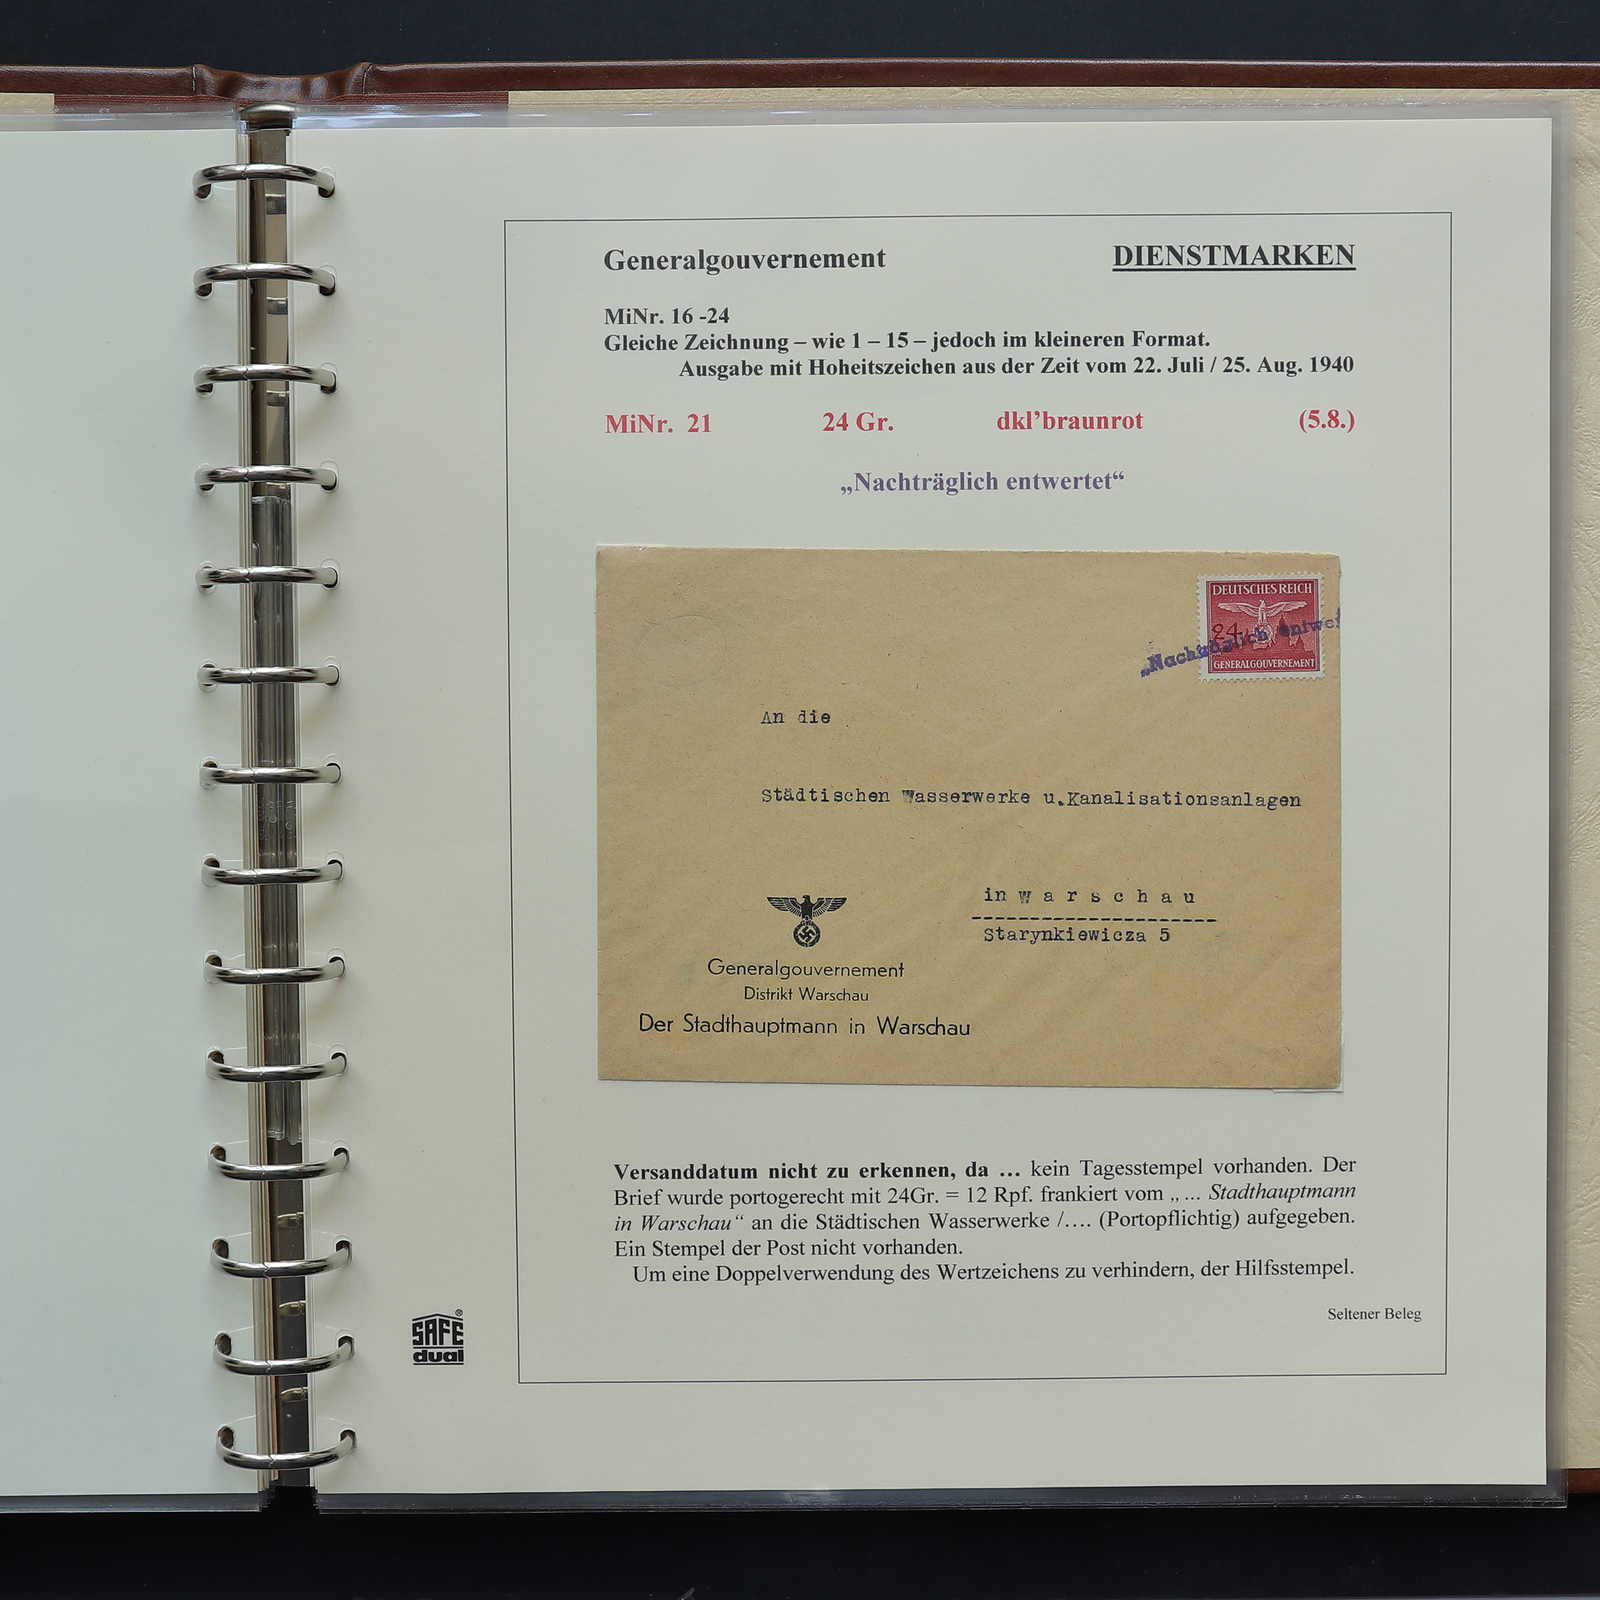 Generalgouvernement DIENSTMARKEN
MiNr. 16 -24
Gleiche Zeichnung – wie 1 – 15 – jedoch im kleineren Format.
Ausgabe mit Hoheitszeichen aus der Zeit vom 22. Juli / 25. Aug. 1940
MiNr. 21 24 Gr. dkl’braunrot (5.8.)
„Nachträglich entwertet“
DEUTSCHES REICH
24
„Nachträglich entwer
GENERALGOUVERNEMENT
An die
Städtischen Wasserwerke u.Kanalisationsanlagen
in W a r s c h a u
Starynkiewicza 5
Generalgouvernement
Distrikt Warschau
Der Stadthauptmann in Warschau
Versanddatum nicht zu erkennen, da … kein Tagesstempel vorhanden. Der
Brief wurde portogerecht mit 24Gr. = 12 Rpf. frankiert vom „ … Stadthauptmann
in Warschau“ an die Städtischen Wasserwerke /…. (Portopflichtig) aufgegeben.
Ein Stempel der Post nicht vorhanden.
Um eine Doppelverwendung des Wertzeichens zu verhindern, der Hilfsstempel.
Seltener Beleg
SAFE®
dual